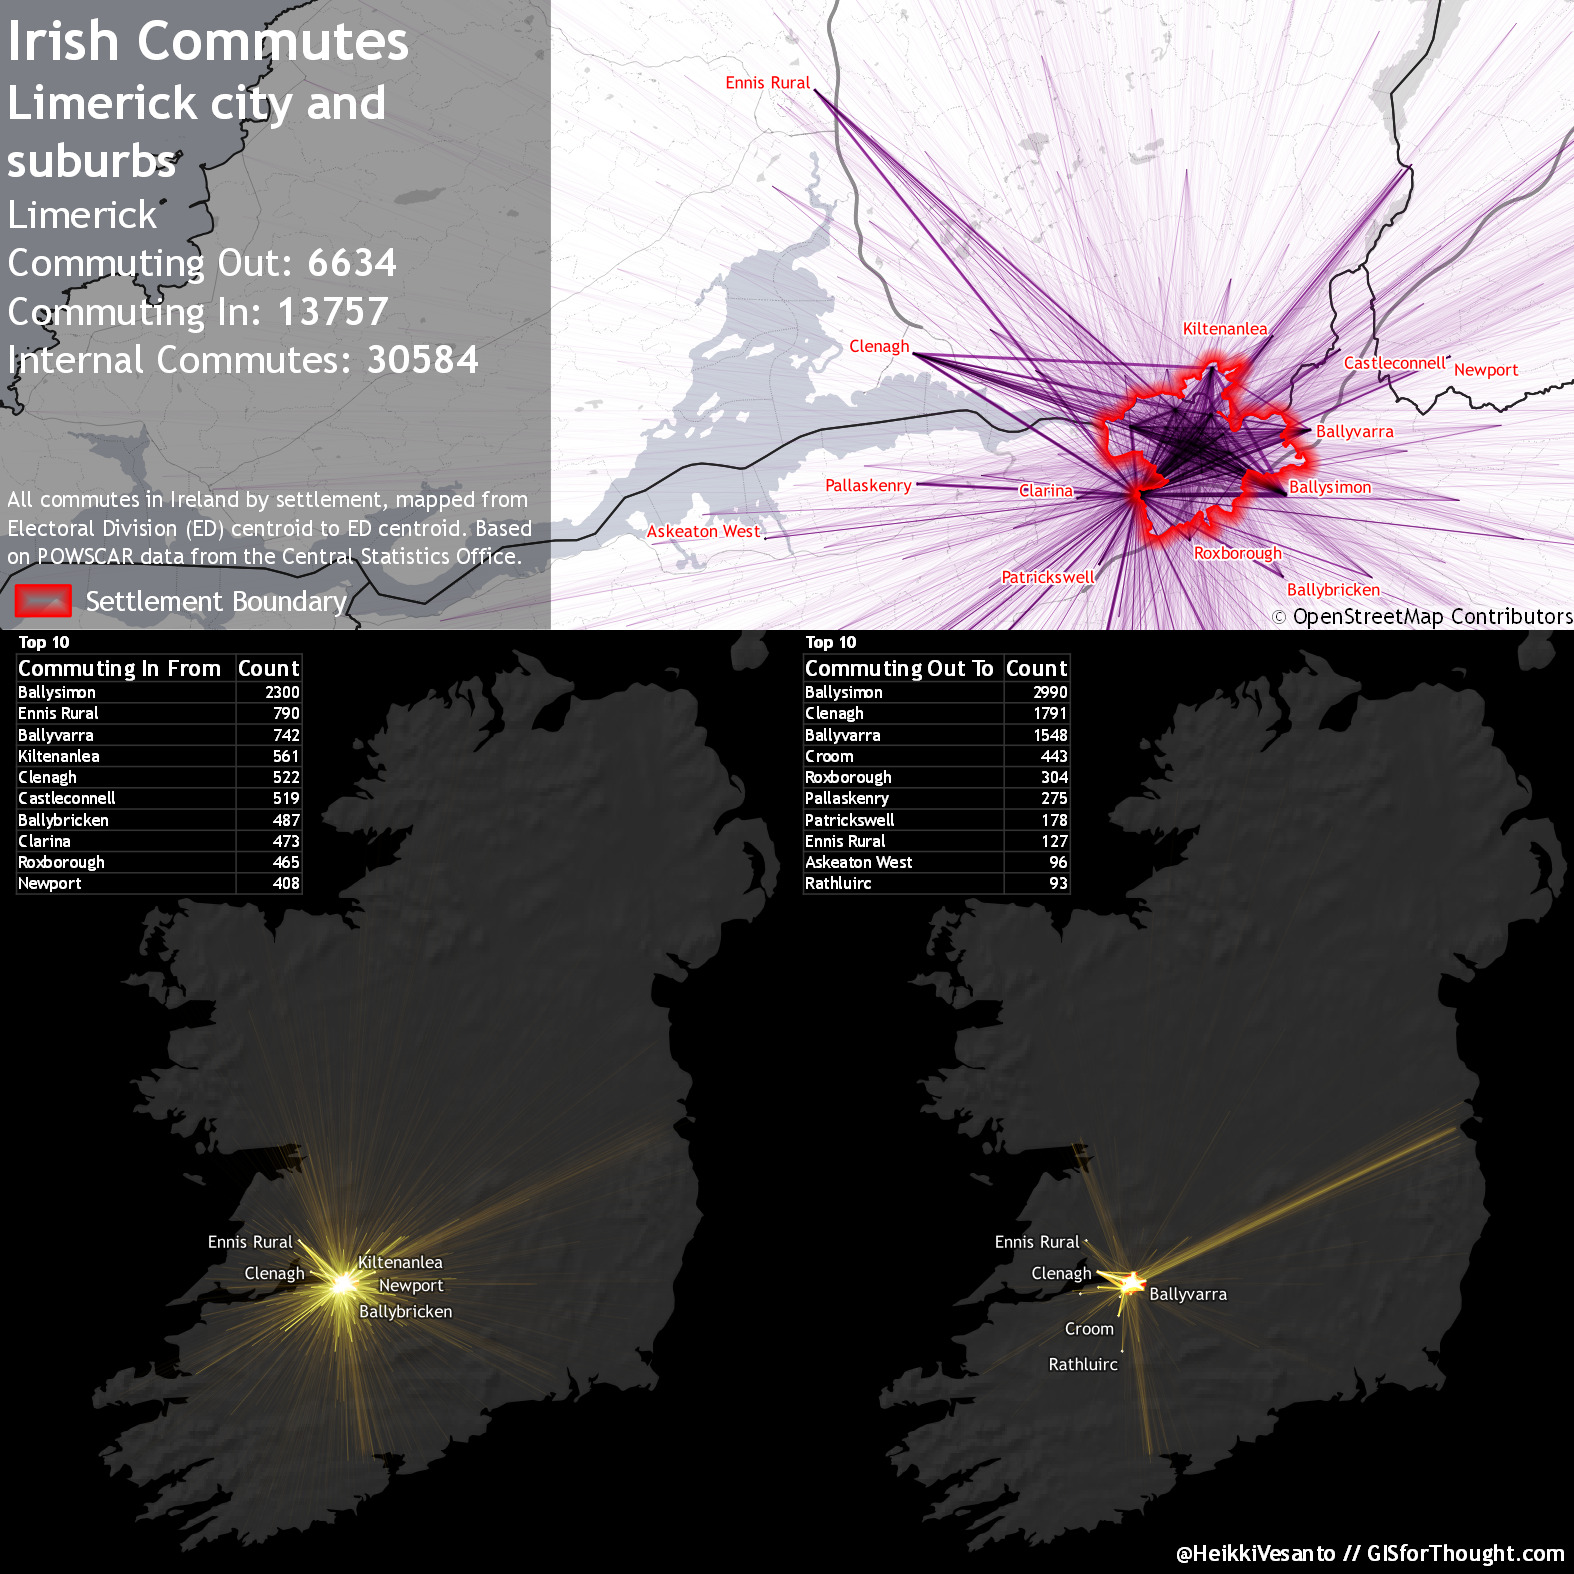 Irish Commutes
Limerick city and
suburbs
Limerick
Commuting Out: 6634
Commuting In: 13757
Internal Commutes: 30584
All commutes in Ireland by settlement, mapped from
Electoral Division (ED) centroid to ED centroid. Based
on POWSCAR data from the Central Statistics Office.
Settlement Boundary
Ennis Rural
Kiltenanlea
Clenagh
Castleconnell
Newport
Ballyvarra
Pallaskenry
Clarina
Ballysimon
Askeaton West
Roxborough
Patrickswell
Ballybricken
© OpenStreetMap Contributors
Top 10
Commuting In From Count
Ballysimon 2300
Ennis Rural 790
Ballyvarra 742
Kiltenanlea 561
Clenagh 522
Castleconnell 519
Ballybricken 487
Clarina 473
Roxborough 465
Newport 408
Ennis Rural
Kiltenanlea
Clenagh
Newport
Ballybricken
Top 10
Commuting Out To Count
Ballysimon 2990
Clenagh 1791
Ballyvarra 1548
Croom 443
Roxborough 304
Pallaskenry 275
Patrickswell 178
Ennis Rural 127
Askeaton West 96
Rathluirc 93
Ennis Rural
Clenagh
Ballyvarra
Croom
Rathluirc
@HeikkiVesanto // GISforThought.com